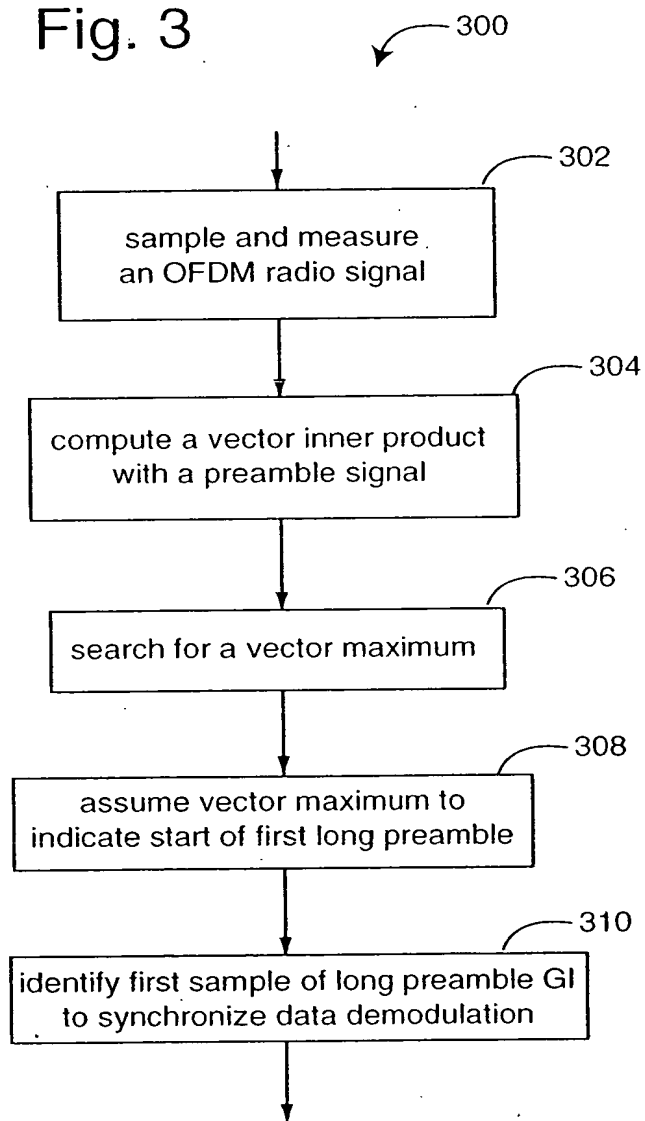 Fig. 3
300
302
sample and measure
an OFDM radio signal
304
compute a vector inner product
with a preamble signal
306
search for a vector maximum
308
assume vector maximum to
indicate start of first long preamble
310
identify first sample of long preamble GI
to synchronize data demodulation